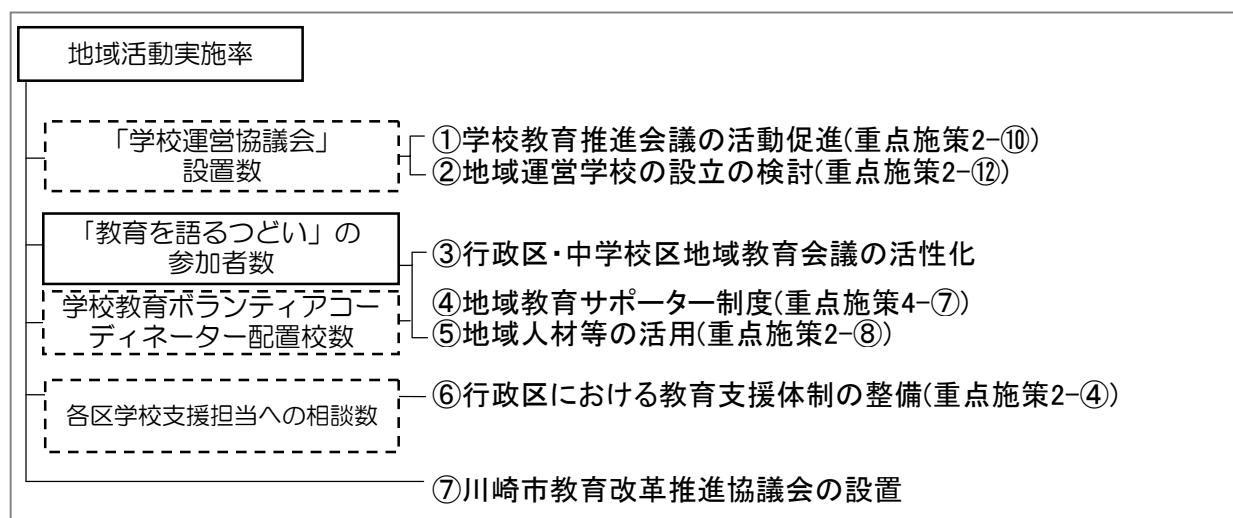 地域活動実施率
「学校運営協議会」
設置数
①学校教育推進会議の活動促進(重点施策2-⑩)
②地域運営学校の設立の検討(重点施策2-⑫)
「教育を語るつどい」の
参加者数
③行政区・中学校区地域教育会議の活性化
学校教育ボランティアコー
ディネーター配置校数
④地域教育サポーター制度(重点施策4-⑦)
⑤地域人材等の活用(重点施策2-⑧)
各区学校支援担当への相談数
⑥行政区における教育支援体制の整備(重点施策2-④)
⑦川崎市教育改革推進協議会の設置